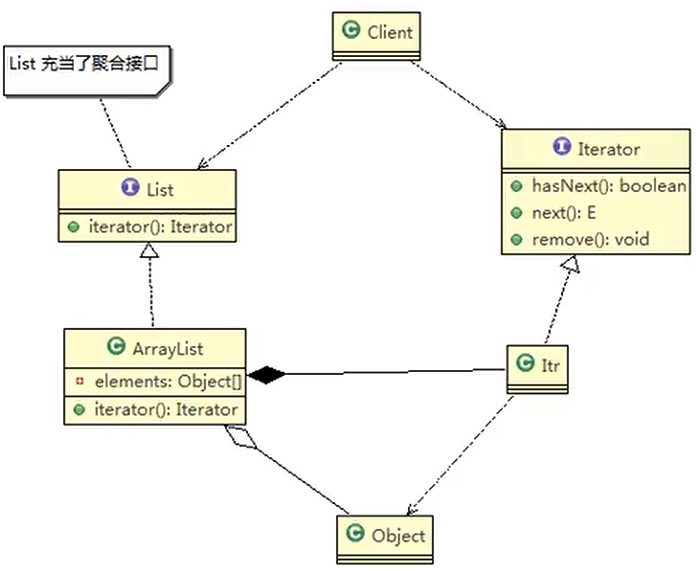 Client
List 充当了聚合接口
Iterator
hasNext(): boolean
next(): E
remove(): void
List
iterator(): Iterator
ArrayList
elements: Object[]
iterator(): Iterator
Itr
Object